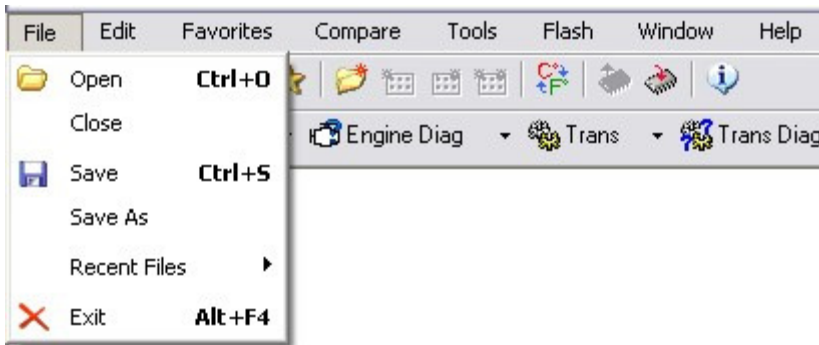 File Edit Favorites Compare Tools Flash Window Help
Open Ctrl+O
Close
Engine Diag Trans Trans Diag
Save Ctrl+S
Save As
Recent Files
Exit Alt+F4